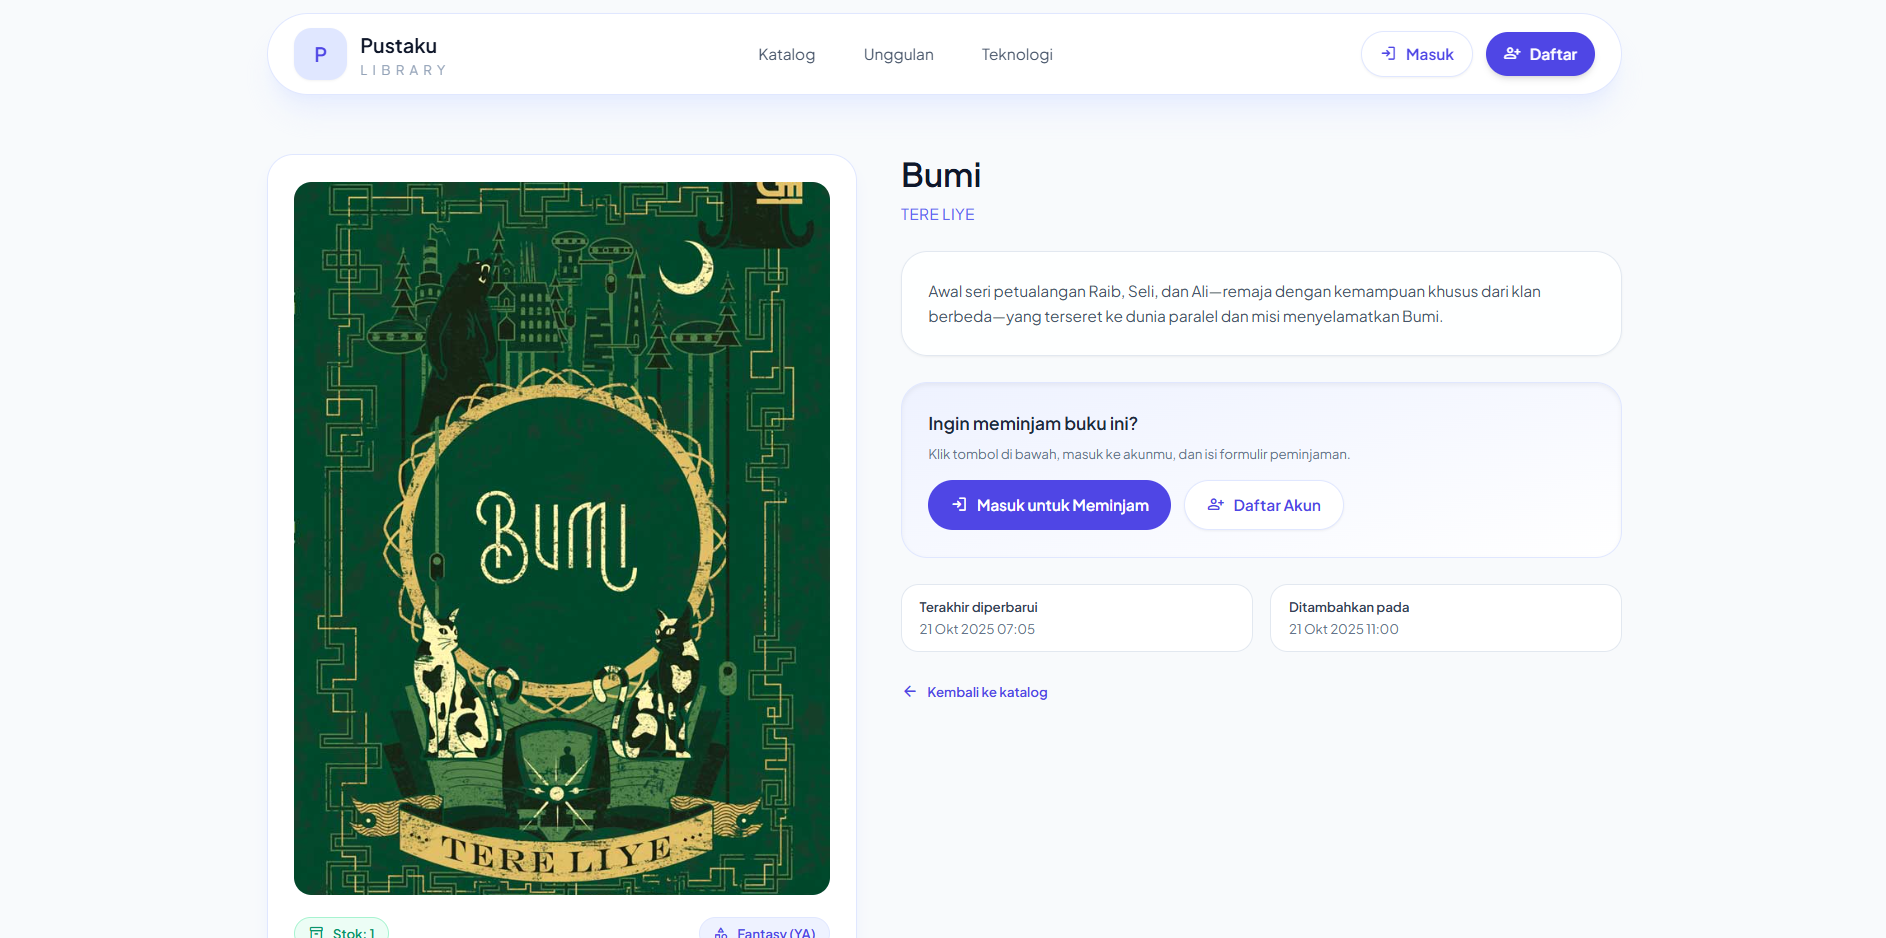 P
Pustaku
LIBRARY
Katalog
Unggulan
Teknologi
Masuk
Daftar
BUMI
TERE LIYE
Stok: 1
Fantasy (YA)
Bumi
TERE LIYE
Awal seri petualangan Raib, Seli, dan Ali—remaja dengan kemampuan khusus dari klan
berbeda—yang terseret ke dunia paralel dan misi menyelamatkan Bumi.
Ingin meminjam buku ini?
Klik tombol di bawah, masuk ke akunmu, dan isi formulir peminjaman.
Masuk untuk Meminjam
Daftar Akun
Terakhir diperbarui
21 Okt 2025 07:05
Ditambahkan pada
21 Okt 2025 11:00
Kembali ke katalog